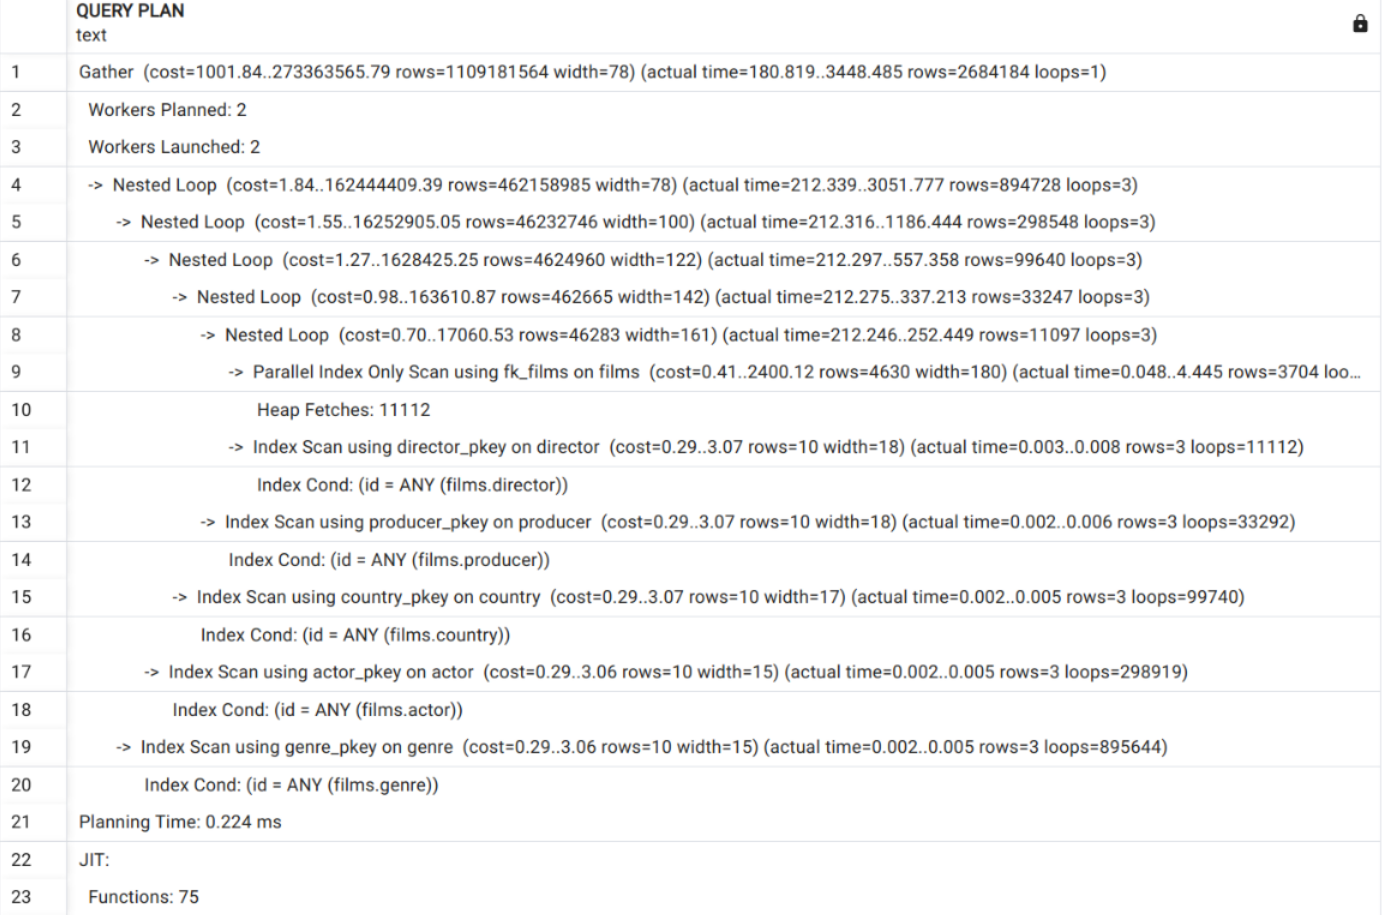 QUERY PLAN
text
1 Gather (cost=1001.84..273363565.79 rows=1109181564 width=78) (actual time=180.819..3448.485 rows=2684184 loops=1)
2 Workers Planned: 2
3 Workers Launched: 2
4 -> Nested Loop (cost=1.84..162444409.39 rows=462158985 width=78) (actual time=212.339..3051.777 rows=894728 loops=3)
5 -> Nested Loop (cost=1.55..16252905.05 rows=46232746 width=100) (actual time=212.316..1186.444 rows=298548 loops=3)
6 -> Nested Loop (cost=1.27..1628425.25 rows=4624960 width=122) (actual time=212.297..557.358 rows=99640 loops=3)
7 -> Nested Loop (cost=0.98..163610.87 rows=462665 width=142) (actual time=212.275..337.213 rows=33247 loops=3)
8 -> Nested Loop (cost=0.70..17060.53 rows=46283 width=161) (actual time=212.246..252.449 rows=11097 loops=3)
9 -> Parallel Index Only Scan using fk_films on films (cost=0.41..2400.12 rows=4630 width=180) (actual time=0.048..4.445 rows=3704 loo...
10 Heap Fetches: 11112
11 -> Index Scan using director_pkey on director (cost=0.29..3.07 rows=10 width=18) (actual time=0.003..0.008 rows=3 loops=11112)
12 Index Cond: (id = ANY (films.director))
13 -> Index Scan using producer_pkey on producer (cost=0.29..3.07 rows=10 width=18) (actual time=0.002..0.006 rows=3 loops=33292)
14 Index Cond: (id = ANY (films.producer))
15 -> Index Scan using country_pkey on country (cost=0.29..3.07 rows=10 width=17) (actual time=0.002..0.005 rows=3 loops=99740)
16 Index Cond: (id = ANY (films.country))
17 -> Index Scan using actor_pkey on actor (cost=0.29..3.06 rows=10 width=15) (actual time=0.002..0.005 rows=3 loops=298919)
18 Index Cond: (id = ANY (films.actor))
19 -> Index Scan using genre_pkey on genre (cost=0.29..3.06 rows=10 width=15) (actual time=0.002..0.005 rows=3 loops=895644)
20 Index Cond: (id = ANY (films.genre))
21 Planning Time: 0.224 ms
22 JIT:
23 Functions: 75